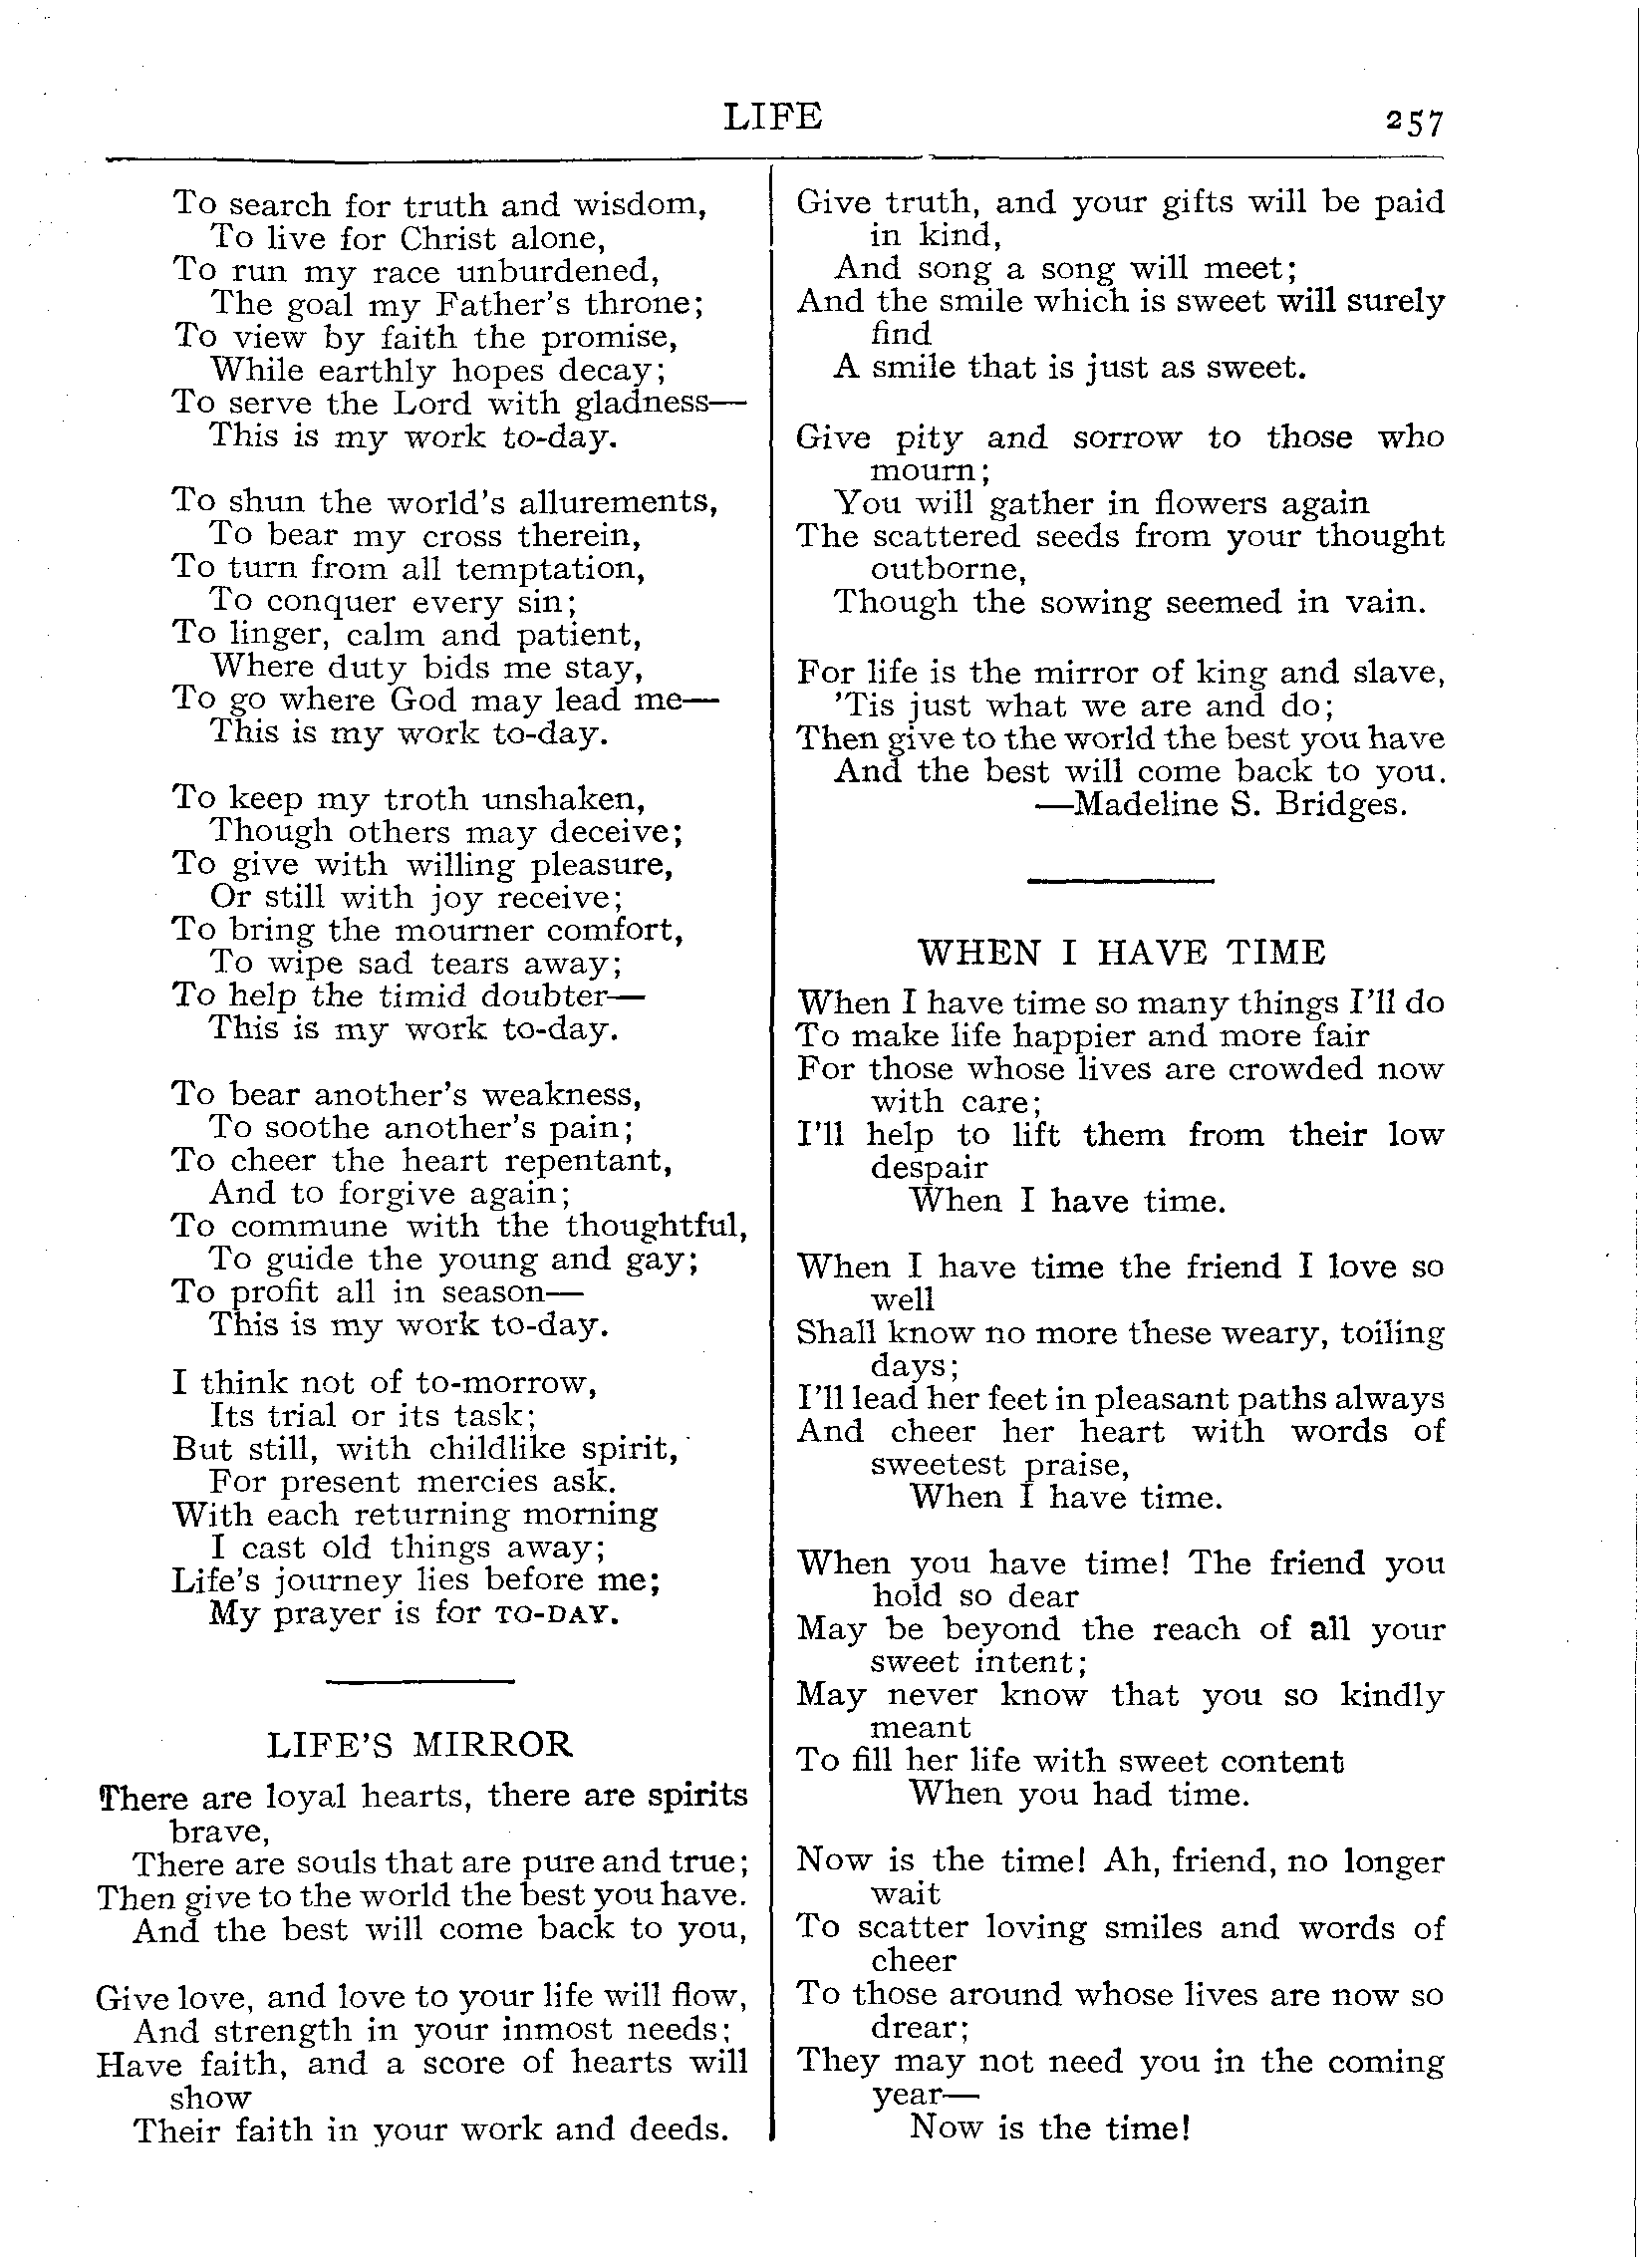 LIFE
257
To search for truth and wisdom,
To live for Christ alone,
To run my race unburdened,
The goal my Father's throne;
To view by faith the promise,
While earthly hopes decay;
To serve the Lord with gladness—
This is my work to-day.
To shun the world's allurements,
To bear my cross therein,
To turn from all temptation,
To conquer every sin;
To linger, calm and patient,
Where duty bids me stay,
To go where God may lead me—
This is my work to-day.
To keep my troth unshaken,
Though others may deceive;
To give with willing pleasure,
Or still with joy receive;
To bring the mourner comfort,
To wipe sad tears away;
To help the timid doubter—
This is my work to-day.
To bear another's weakness,
To soothe another's pain;
To cheer the heart repentant,
And to forgive again;
To commune with the thoughtful,
To guide the young and gay;
To profit all in season—
This is my work to-day.
I think not of to-morrow,
Its trial or its task;
But still, with childlike spirit,
For present mercies ask.
With each returning morning
I cast old things away;
Life's journey lies before me;
My prayer is for TO-DAY.
LIFE'S MIRROR
There are loyal hearts, there are spirits
brave,
There are souls that are pure and true;
Then give to the world the best you have.
And the best will come back to you,
Give love, and love to your life will flow,
And strength in your inmost needs;
Have faith, and a score of hearts will
show
Their faith in your work and deeds.
Give truth, and your gifts will be paid
in kind,
And song a song will meet;
And the smile which is sweet will surely
find
A smile that is just as sweet.
Give pity and sorrow to those who
mourn;
You will gather in flowers again
The scattered seeds from your thought
outborne,
Though the sowing seemed in vain.
For life is the mirror of king and slave,
'Tis just what we are and do;
Then give to the world the best you have
And the best will come back to you.
—Madeline S. Bridges.
WHEN I HAVE TIME
When I have time so many things I'll do
To make life happier and more fair
For those whose lives are crowded now
with care;
I'll help to lift them from their low
despair
When I have time.
When I have time the friend I love so
well
Shall know no more these weary, toiling
days;
I'll lead her feet in pleasant paths always
And cheer her heart with words of
sweetest praise,
When I have time.
When you have time! The friend you
hold so dear
May be beyond the reach of all your
sweet intent;
May never know that you so kindly
meant
To fill her life with sweet content
When you had time.
Now is the time! Ah, friend, no longer
wait
To scatter loving smiles and words of
cheer
To those around whose lives are now so
drear;
They may not need you in the coming
year—
Now is the time!